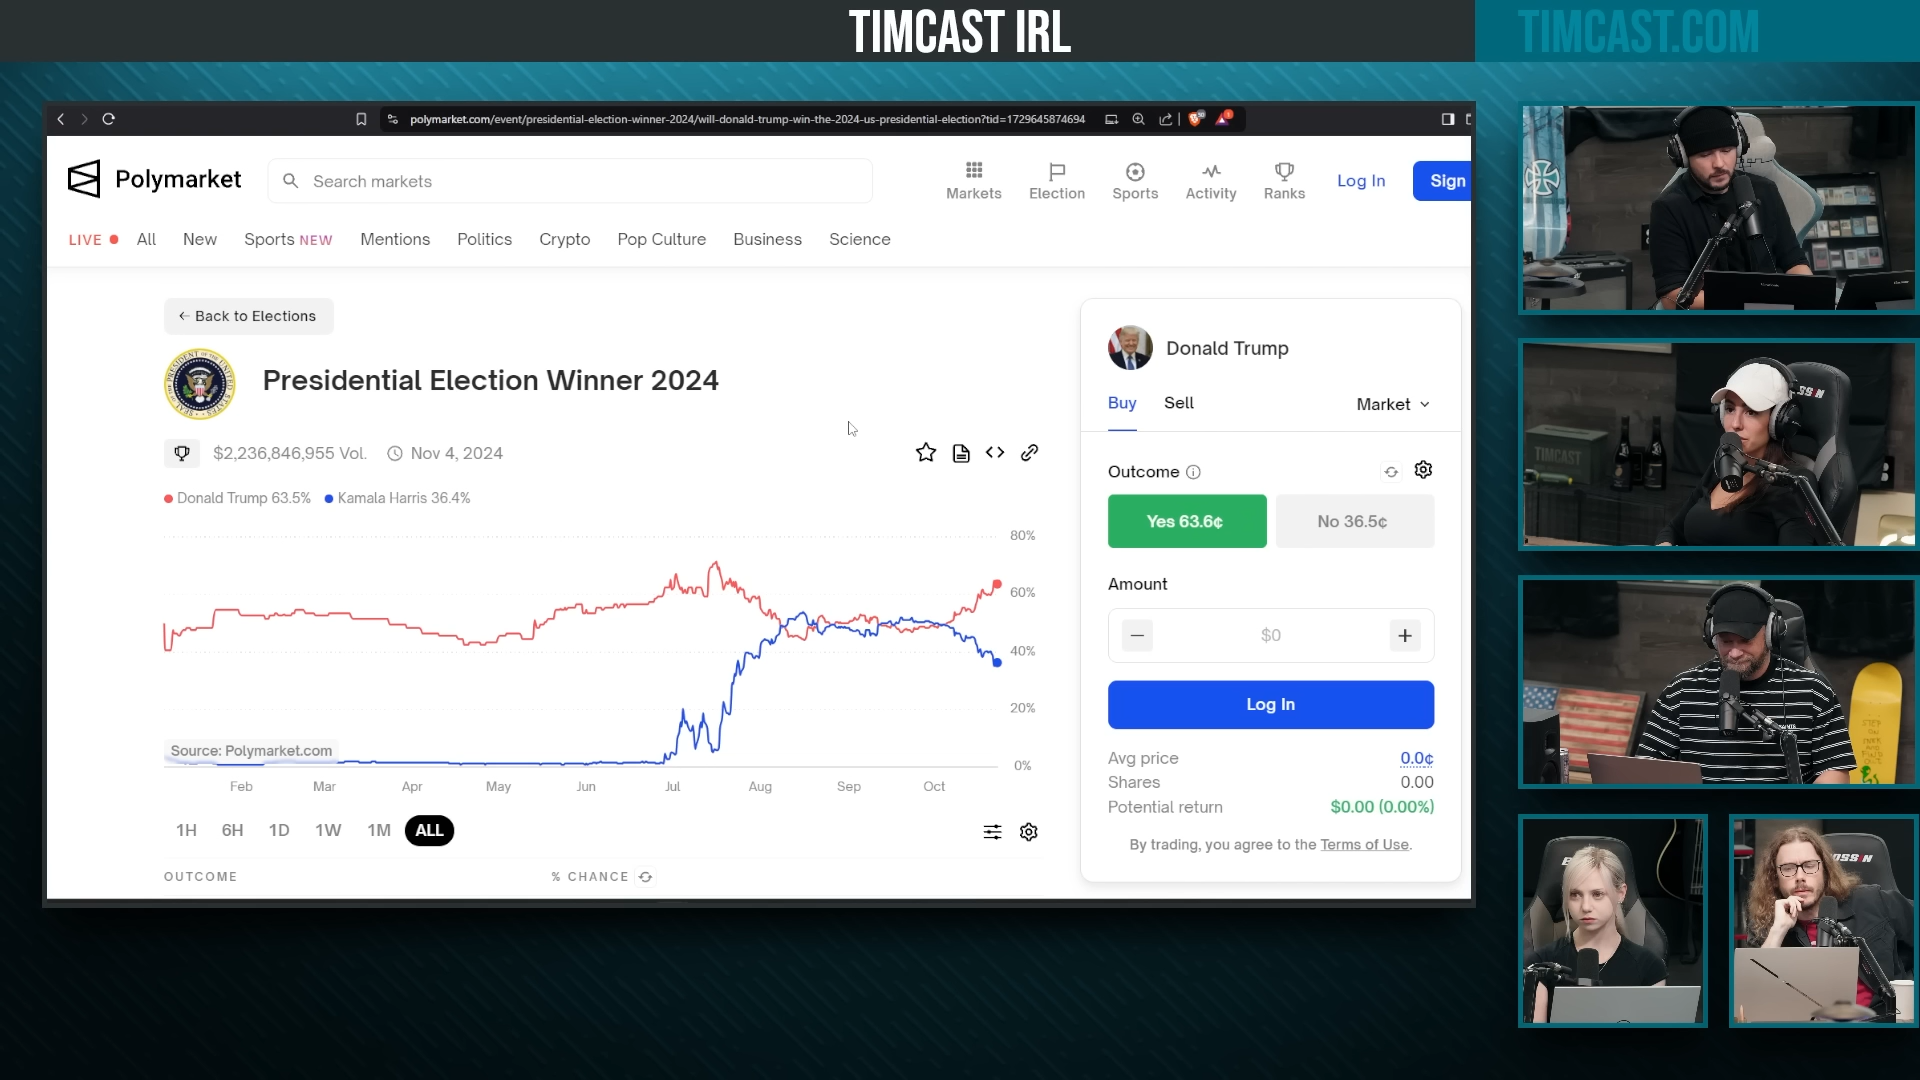 TIMCAST IRL
TIMCAST.COM
polymarket.com/event/presidential-election-winner-2024/will-donald-trump-win-the-2024-us-presidential-election?tid=1729645874694
Polymarket
Search markets
Markets
Election
Sports
Activity
Ranks
Log In
Sign
LIVE All New Sports NEW Mentions Politics Crypto Pop Culture Business Science
← Back to Elections
Presidential Election Winner 2024
$2,236,846,955 Vol. Nov 4, 2024
Donald Trump 63.5% Kamala Harris 36.4%
80%
60%
40%
20%
0%
Source: Polymarket.com
Feb Mar Apr May Jun Jul Aug Sep Oct
1H 6H 1D 1W 1M ALL
OUTCOME % CHANCE
Donald Trump
Buy Sell Market
Outcome
Yes 63.6¢ No 36.5¢
Amount
− $0 +
Log In
Avg price 0.0¢
Shares 0.00
Potential return $0.00 (0.00%)
By trading, you agree to the Terms of Use.
TIMCAST
STEP
ON
AND
FIND